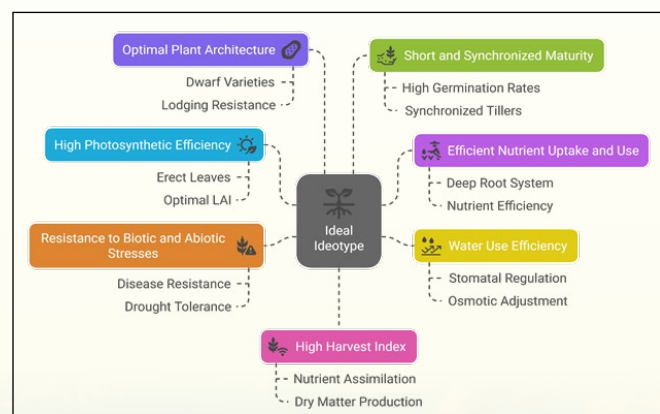 Optimal Plant Architecture
Dwarf Varieties
Lodging Resistance
High Photosynthetic Efficiency
Erect Leaves
Optimal LAI
Resistance to Biotic and Abiotic
Stresses
Disease Resistance
Drought Tolerance
Ideal
Ideotype
Short and Synchronized Maturity
High Germination Rates
Synchronized Tillers
Efficient Nutrient Uptake and Use
Deep Root System
Nutrient Efficiency
Water Use Efficiency
Stomatal Regulation
Osmotic Adjustment
High Harvest Index
Nutrient Assimilation
Dry Matter Production